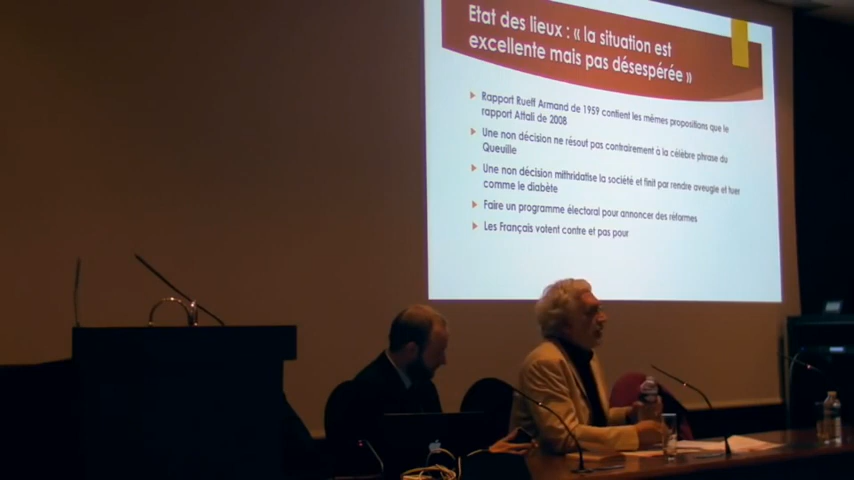 Etat des lieux : « la situation est
excellente mais pas désespérée »
Rapport Rueff Armand de 1959 contient les mêmes propositions que le
rapport Attali de 2008
Une non décision ne résout pas contrairement à la célèbre phrase du
Queuille
Une non décision mithridatise la société et finit par rendre aveugle et tuer
comme le diabète
Faire un programme électoral pour annoncer des réformes
Les Français votent contre et pas pour